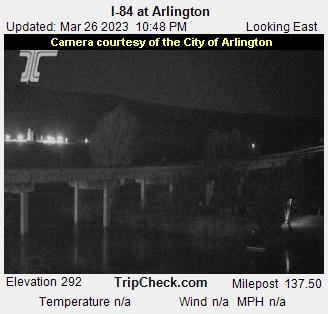 I-84 at Arlington
Updated: Mar 26 2023 10:48 PM Looking East
Camera courtesy of the City of Arlington
Elevation 292 TripCheck.com Milepost 137.50
Temperature n/a Wind n/a MPH n/a